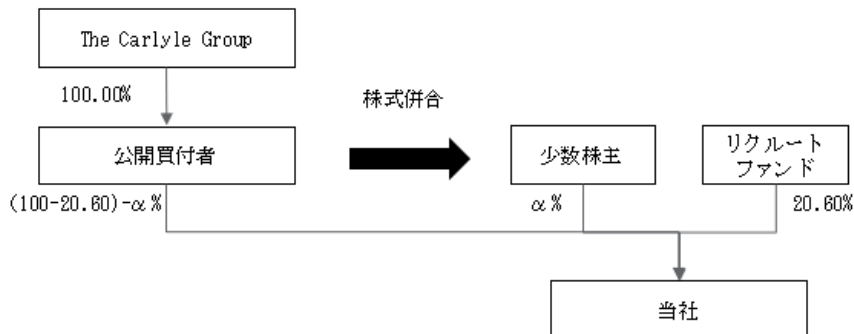 The Carlyle Group
100.00%
株式併合
公開買付者
少数株主
リクルート
ファンド
(100-20.60)-α%
α%
20.60%
当社